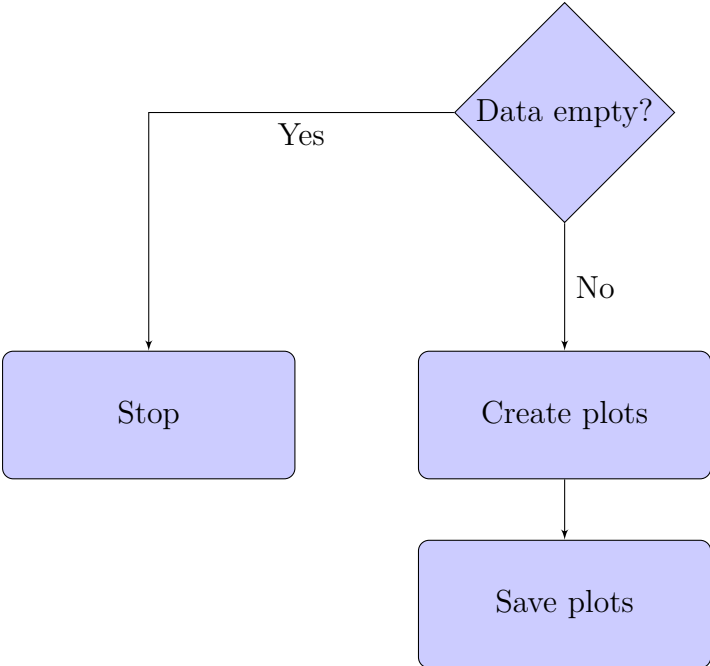 Data empty?
Yes
No
Stop
Create plots
Save plots